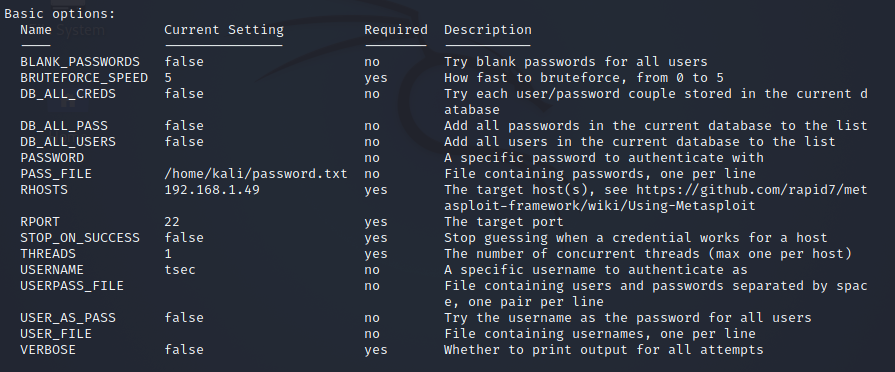 Basic options:
Name Current Setting Required Description
BLANK_PASSWORDS false no Try blank passwords for all users
BRUTEFORCE_SPEED 5 yes How fast to bruteforce, from 0 to 5
DB_ALL_CREDS false no Try each user/password couple stored in the current d
atabase
DB_ALL_PASS false no Add all passwords in the current database to the list
DB_ALL_USERS false no Add all users in the current database to the list
PASSWORD no A specific password to authenticate with
PASS_FILE /home/kali/password.txt no File containing passwords, one per line
RHOSTS 192.168.1.49 yes The target host(s), see https://github.com/rapid7/met
asploit-framework/wiki/Using-Metasploit
RPORT 22 yes The target port
STOP_ON_SUCCESS false yes Stop guessing when a credential works for a host
THREADS 1 yes The number of concurrent threads (max one per host)
USERNAME tsec no A specific username to authenticate as
USERPASS_FILE no File containing users and passwords separated by spac
e, one pair per line
USER_AS_PASS false no Try the username as the password for all users
USER_FILE no File containing usernames, one per line
VERBOSE false yes Whether to print output for all attempts